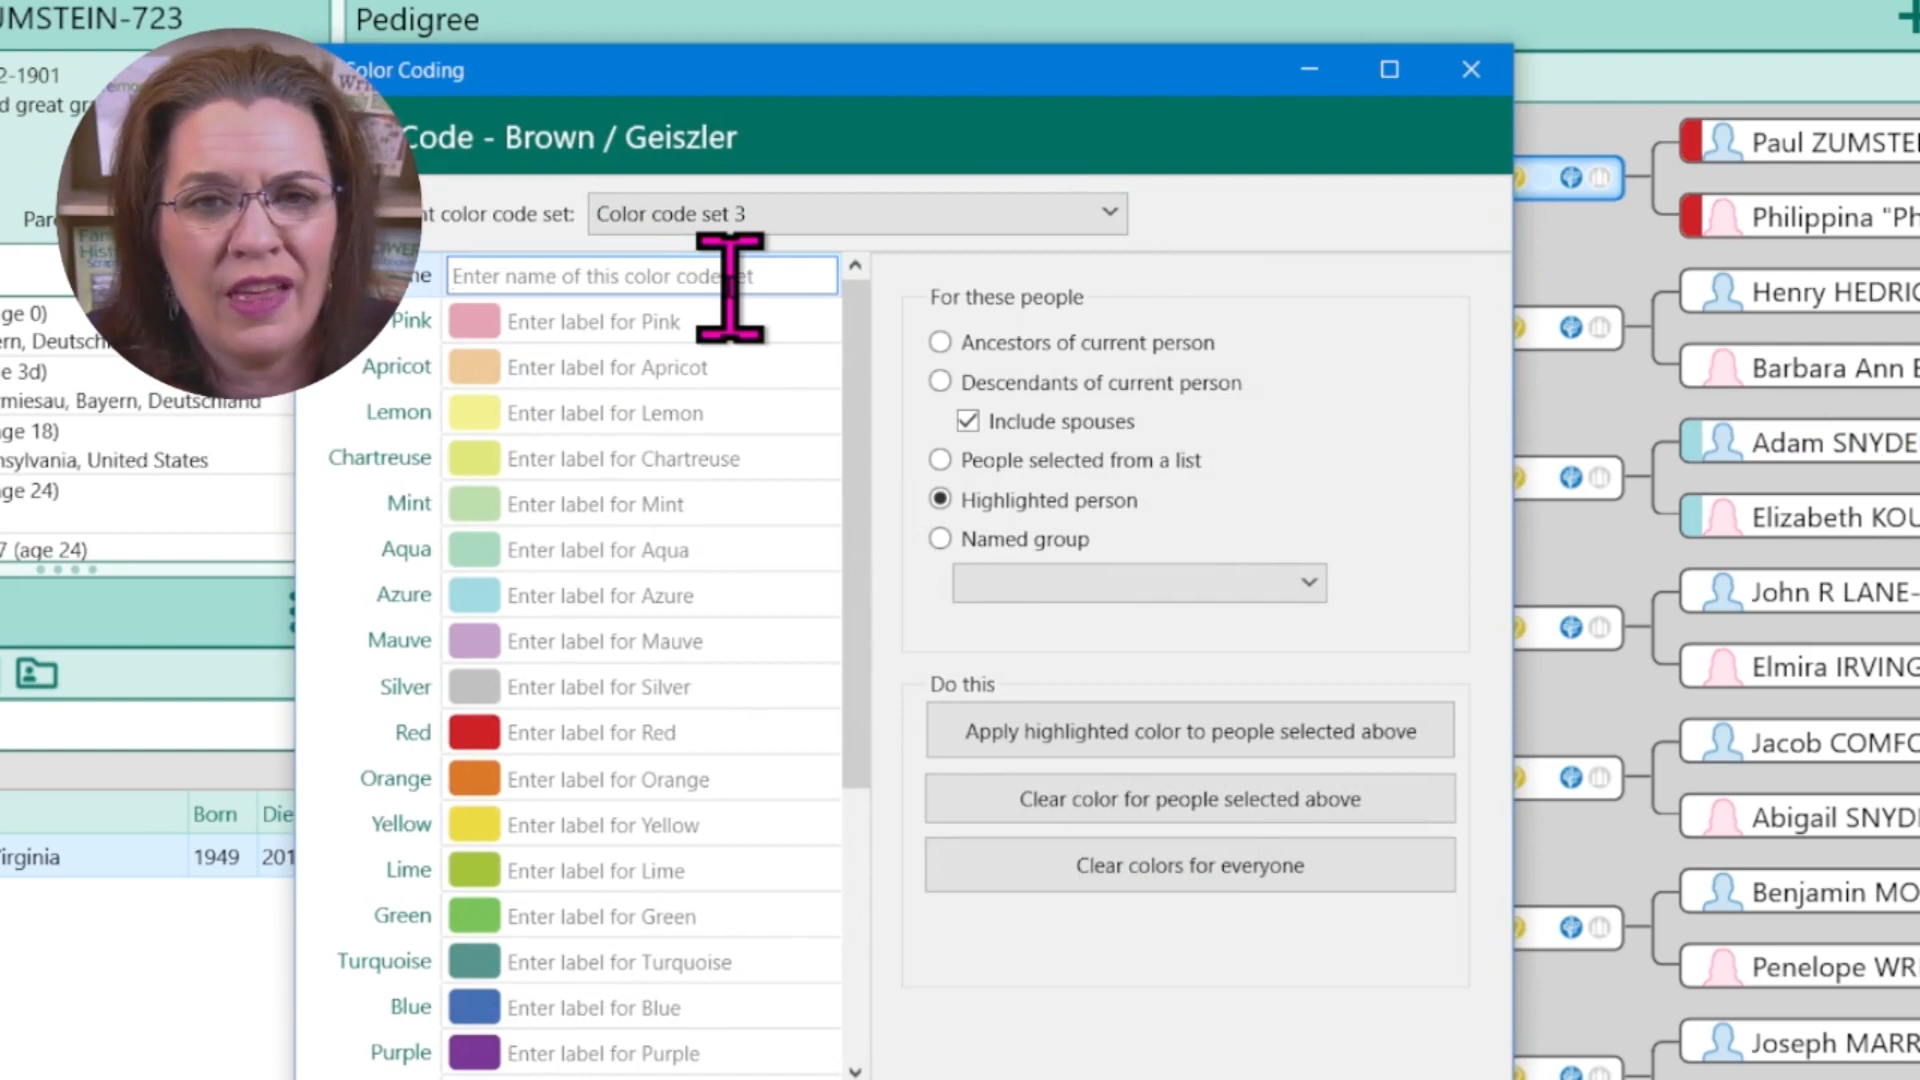 UMSTEIN-723
Pedigree
2-1901
d great gr
Par
ge 0)
ern, Deutsch
e 3d)
rmiesau, Bayern, Deutschland
ge 18)
nsylvania, United States
ge 24)
7 (age 24)
Born Die
irginia 1949 201
Color Coding
Code - Brown / Geiszler
nt color code set: Color code set 3
me Enter name of this color code set
Pink Enter label for Pink
Apricot Enter label for Apricot
Lemon Enter label for Lemon
Chartreuse Enter label for Chartreuse
Mint Enter label for Mint
Aqua Enter label for Aqua
Azure Enter label for Azure
Mauve Enter label for Mauve
Silver Enter label for Silver
Red Enter label for Red
Orange Enter label for Orange
Yellow Enter label for Yellow
Lime Enter label for Lime
Green Enter label for Green
Turquoise Enter label for Turquoise
Blue Enter label for Blue
Purple Enter label for Purple
For these people
Ancestors of current person
Descendants of current person
Include spouses
People selected from a list
Highlighted person
Named group
Do this
Apply highlighted color to people selected above
Clear color for people selected above
Clear colors for everyone
Paul ZUMSTEI
Philippina "Ph
Henry HEDRIC
Barbara Ann
Adam SNYDE
Elizabeth KOU
John R LANE-
Elmira IRVING
Jacob COMFO
Abigail SNYD
Benjamin MO
Penelope WRI
Joseph MARR